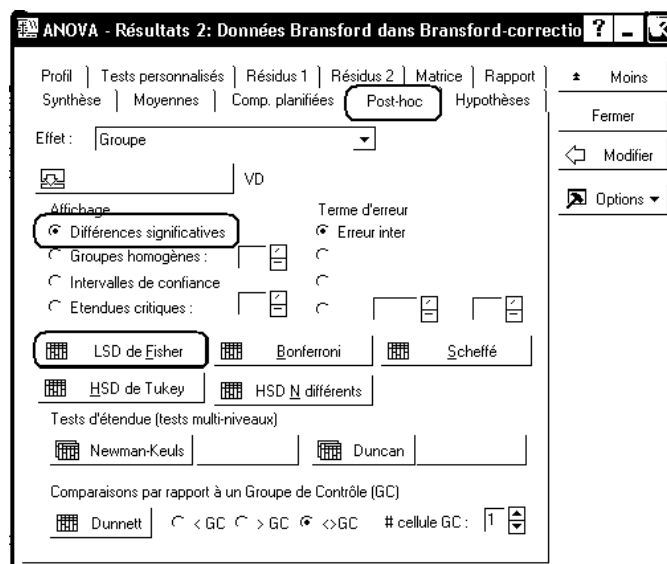 ANOVA - Résultats 2: Données Bransford dans Bransford-correctio ? _
Profil Tests personnalisés Résidus 1 Résidus 2 Matrice Rapport
Synthèse Moyennes Comp. planifiées Post-hoc Hypothèses
Moins
Fermer
Modifier
Options
Effet : Groupe
VD
Affichage
Différences significatives
Groupes homogènes :
Intervalles de confiance
Etendues critiques :
Terme d'erreur
Erreur inter
LSD de Fisher Bonferroni Scheffé
HSD de Tukey HSD N différents
Tests d'étendue (tests multi-niveaux)
Newman-Keuls Duncan
Comparaisons par rapport à un Groupe de Contrôle (GC)
Dunnett < GC > GC <>GC # cellule GC : 1